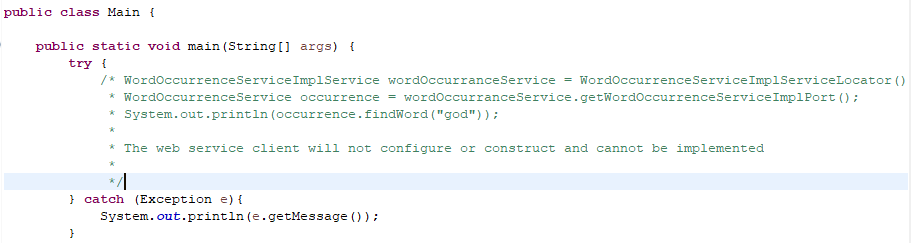 public class Main {
public static void main(String[] args) {
try {
/* WordOccurrenceServiceImplService wordOccurranceService = WordOccurrenceServiceImplServiceLocator()
* WordOccurrenceService occurrence = wordOccurranceService.getWordOccurrenceServiceImplPort();
* System.out.println(occurrence.findWord("god"));
*
* The web service client will not configure or construct and cannot be implemented
*
*/
} catch (Exception e){
System.out.println(e.getMessage());
}